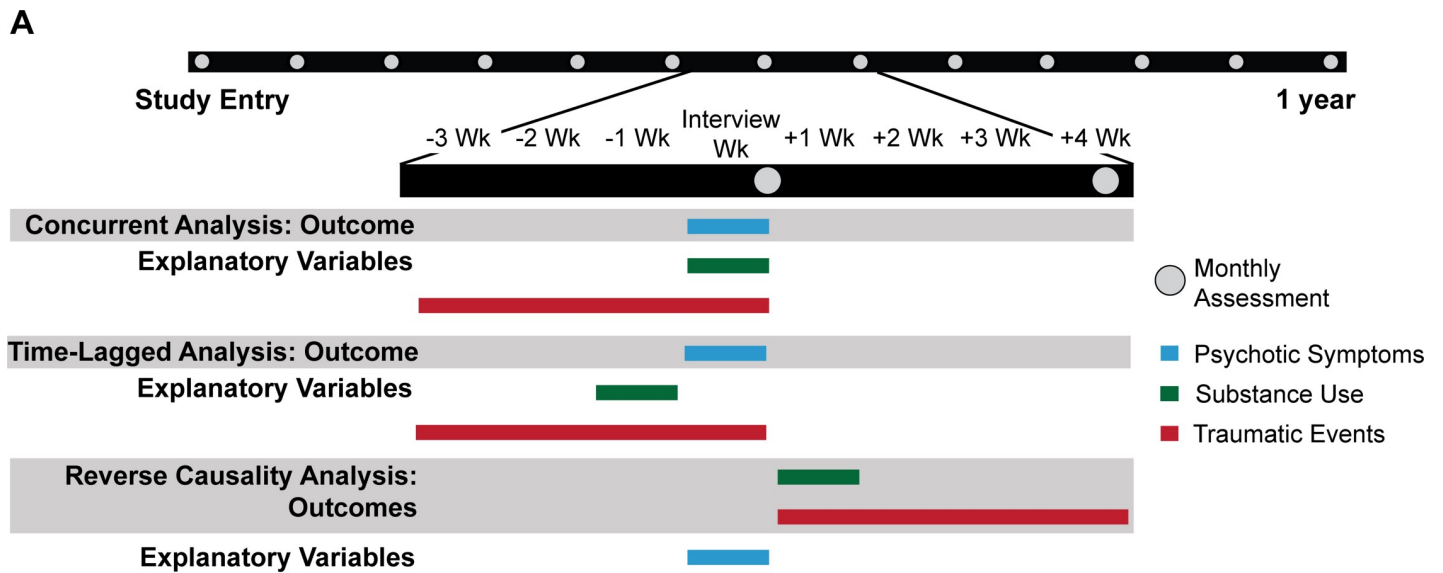 A
Study Entry
1 year
-3 Wk -2 Wk -1 Wk Interview Wk +1 Wk +2 Wk +3 Wk +4 Wk
Concurrent Analysis: Outcome
Explanatory Variables
Monthly
Assessment
Time-Lagged Analysis: Outcome
Psychotic Symptoms
Explanatory Variables
Substance Use
Traumatic Events
Reverse Causality Analysis:
Outcomes
Explanatory Variables